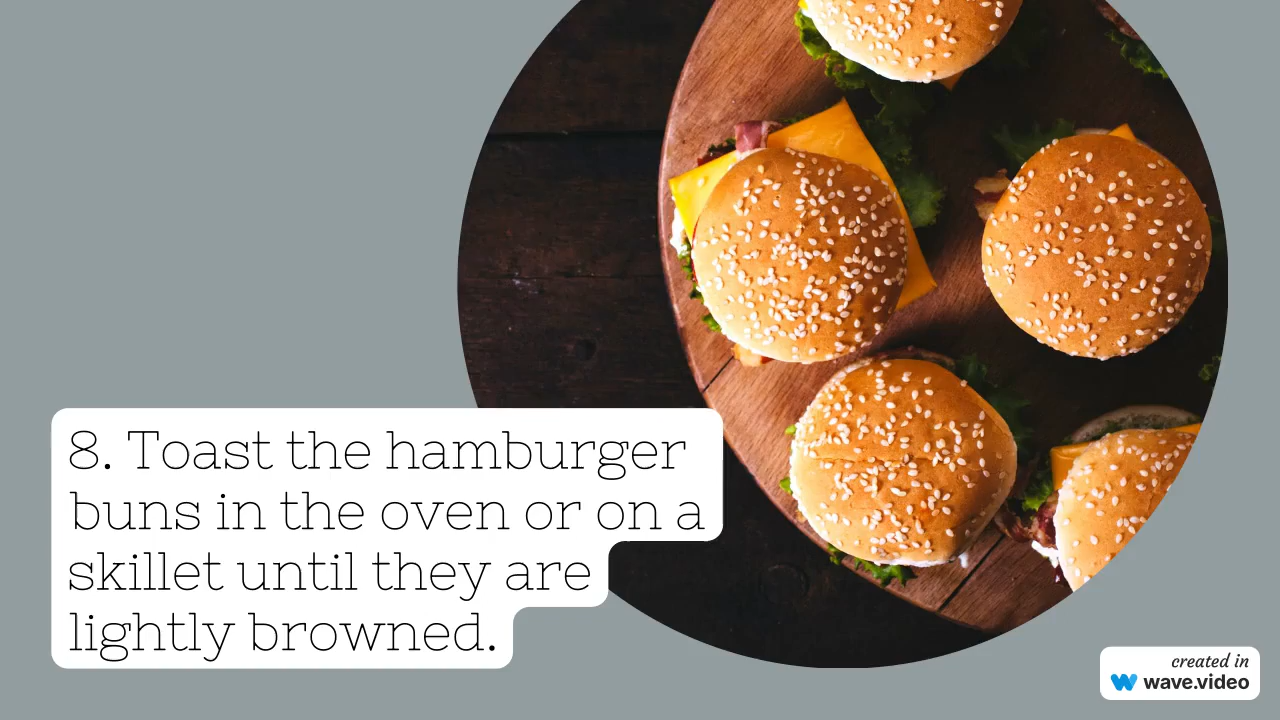 8. Toast the hamburger
buns in the oven or on a
skillet until they are
lightly browned.
created in
wave.video